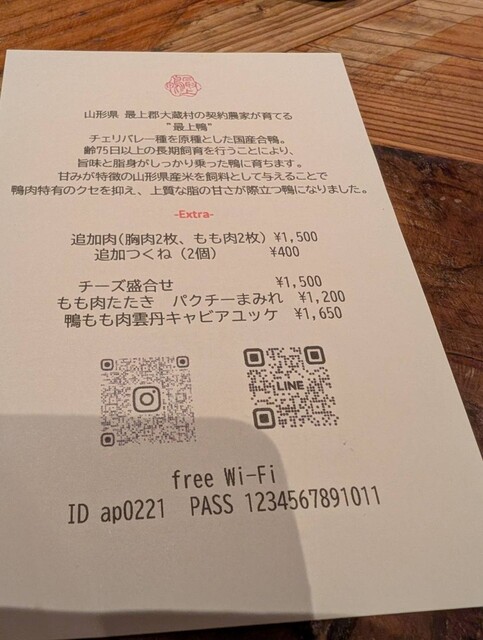 山形県 最上郡大蔵村の契約農家が育てる
"最上鴨"
チェリバレー種を原種とした国産合鴨。
齢75日以上の長期飼育を行うことにより、
旨味と脂身がしっかり乗った鴨に育ちます。
甘みが特徴の山形県産米を飼料として与えることで
鴨肉特有のクセを抑え、上質な脂の甘さが際立つ鴨になりました。
-Extra-
追加肉(胸肉2枚、もも肉2枚) ¥1,500
追加つくね(2個) ¥400
チーズ盛合せ ¥1,500
もも肉たたき パクチーまみれ ¥1,200
鴨もも肉雲丹キャビアユッケ ¥1,650
LINE
free Wi-Fi
ID ap0221 PASS 1234567891011